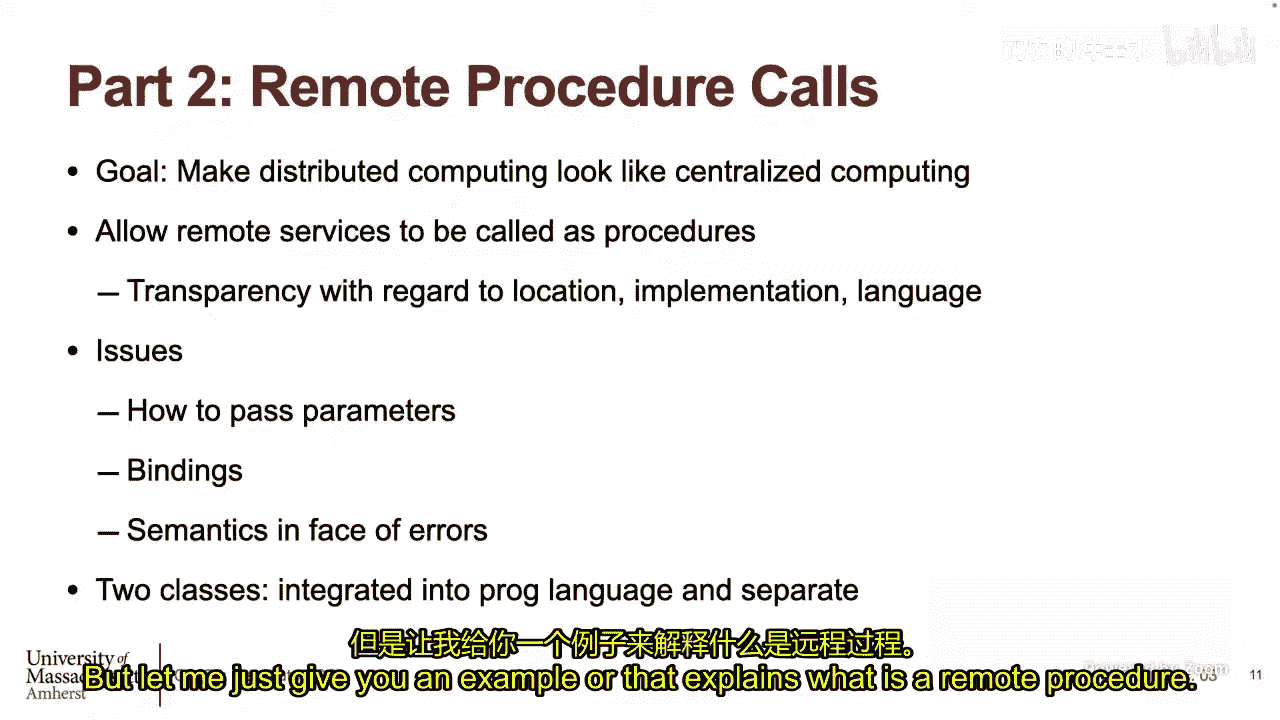 Part 2: Remote Procedure Calls
• Goal: Make distributed computing look like centralized computing
• Allow remote services to be called as procedures
– Transparency with regard to location, implementation, language
• Issues
– How to pass parameters
– Bindings
– Semantics in face of errors
• Two classes: integrated into prog language and separate
但是让我给你一个例子来解释什么是远程过程。
But let me just give you an example or that explains what is a remote procedure.
University of
Amherst
11
bilibili